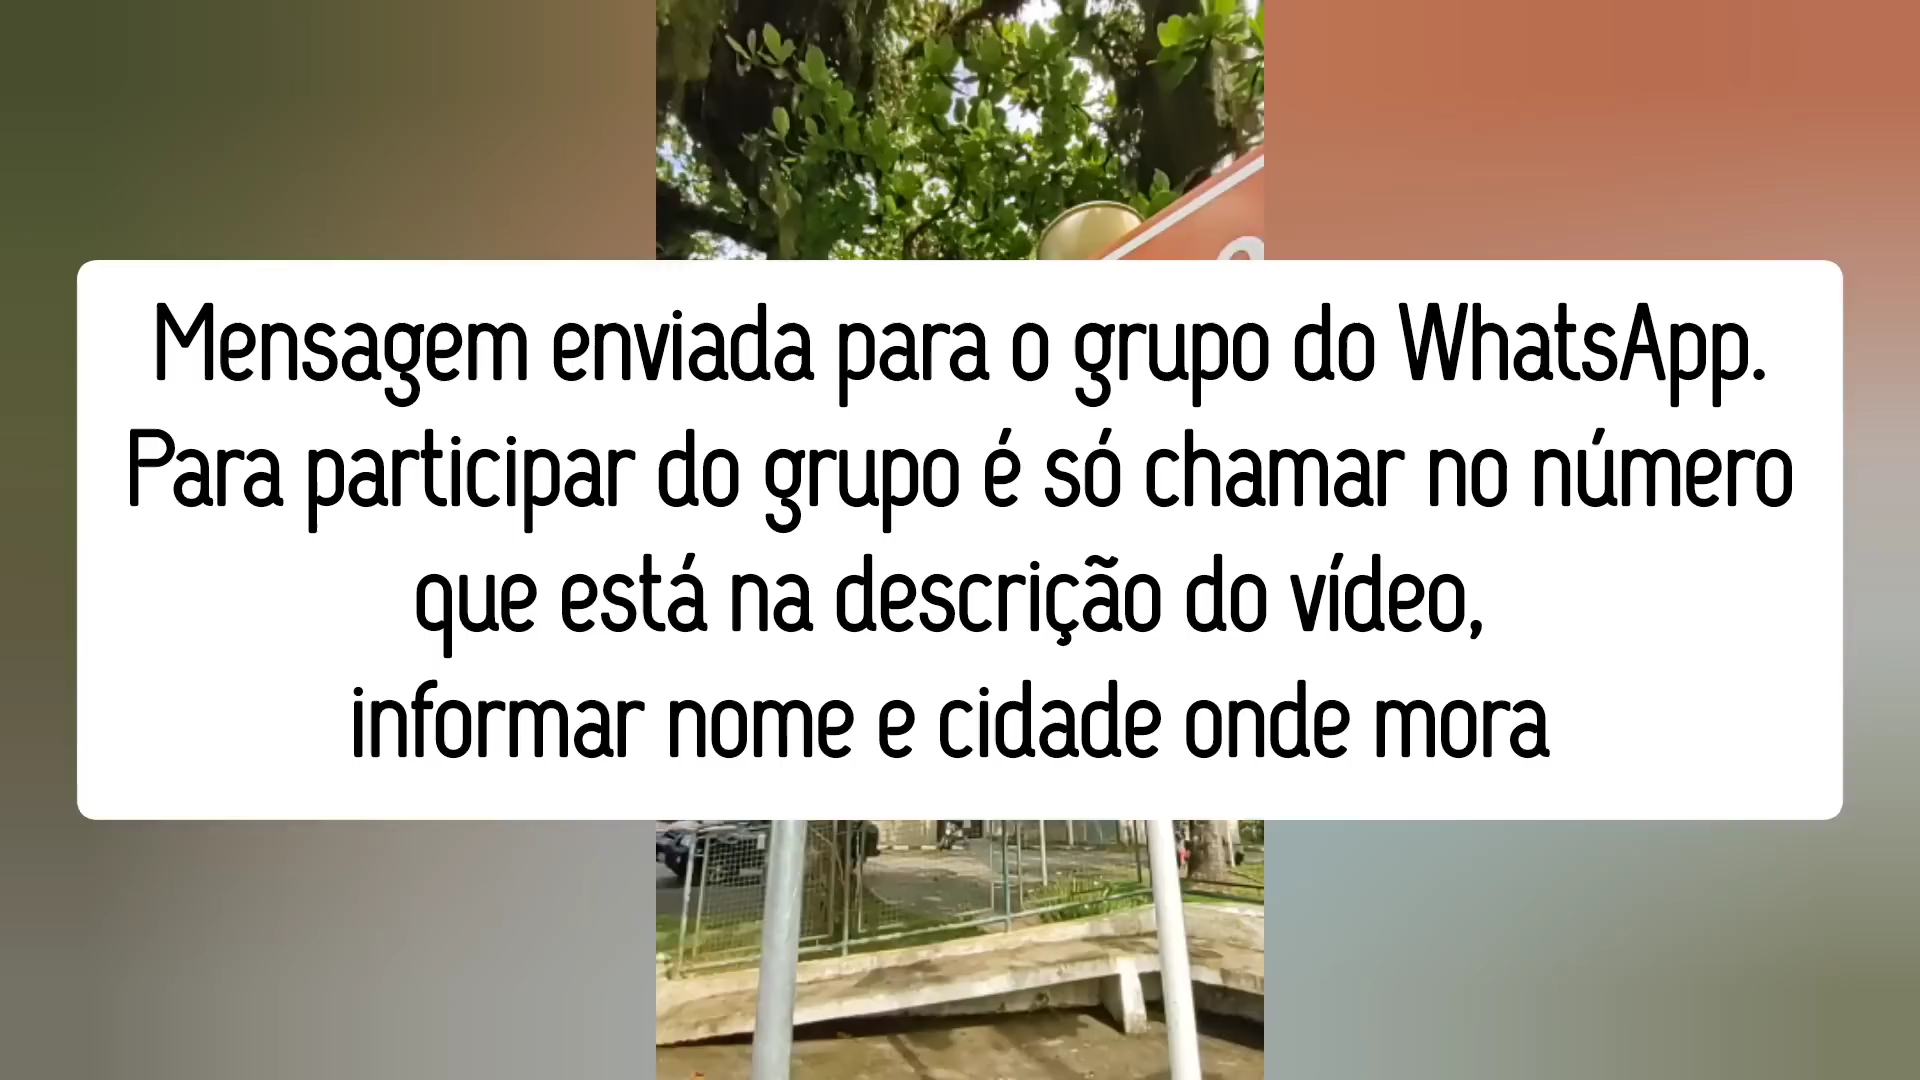 Mensagem enviada para o grupo do WhatsApp.
Para participar do grupo é só chamar no número
que está na descrição do vídeo,
informar nome e cidade onde mora